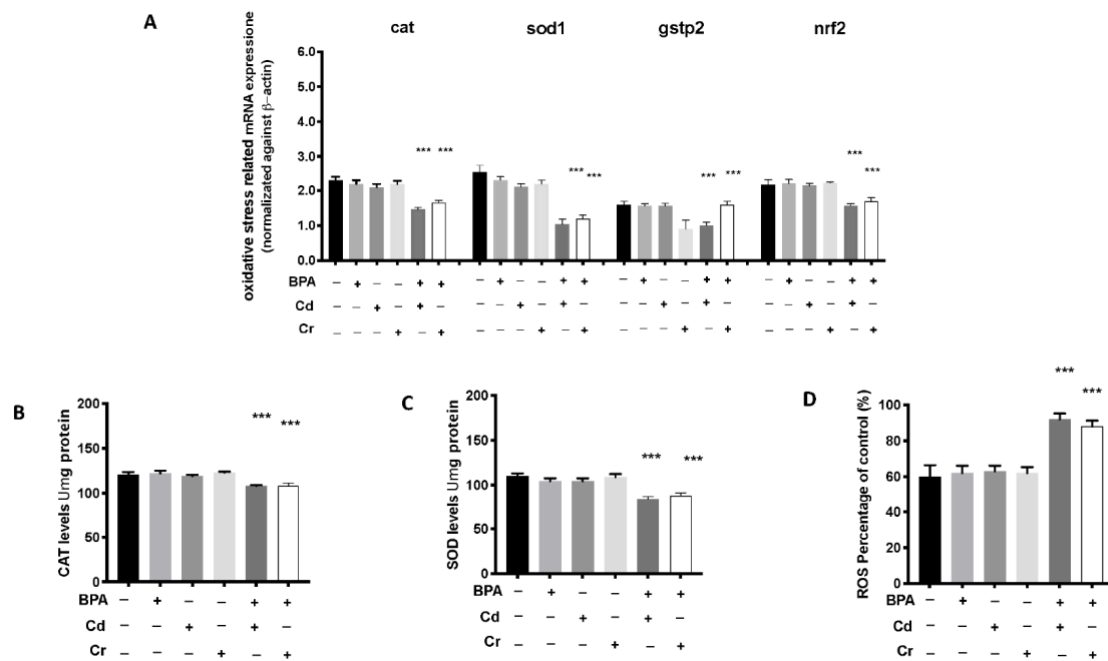 A
cat sod1 gstp2 nrf2
oxidative stress related mRNA expressione
(normalizated against β–actin)
6.0
5.0
4.0
3.0
2.0
1.0
0.0
*** *** *** *** *** *** *** ***
BPA – + – – + + – + – – + + – + – – + + – + – – + +
Cd – – + – + – – – + – + – – – + – + – – – + – + –
Cr – – – + – + – – – + – + – – – + – + – – – + – +
B
CAT levels Umg protein
200
150
100
50
0
*** ***
BPA – + – – + +
Cd – – + – + –
Cr – – – + – +
C
SOD levels Umg protein
200
150
100
50
0
*** ***
BPA – + – – + +
Cd – – + – + –
Cr – – – + – +
D
ROS Percentage of control (%)
100
80
60
40
20
0
*** ***
BPA – + – – + +
Cd – – + – + –
Cr – – – + – +